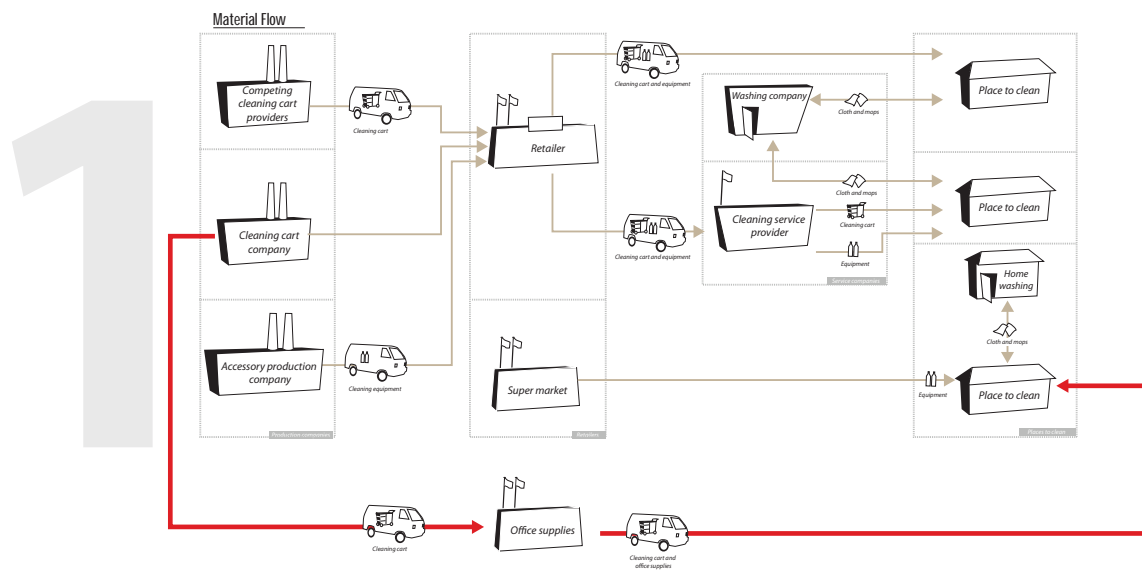 1
Material Flow
Competing
cleaning cart
providers
Cleaning cart
Cleaning cart
company
Accessory production
company
Cleaning equipment
Production companies
Retailer
Super market
Retailers
Cleaning cart and equipment
Cleaning cart and equipment
Washing company
Cloth and mops
Cloth and mops
Cleaning service
provider
Cleaning cart
Equipment
Service companies
Place to clean
Place to clean
Home
washing
Cloth and mops
Equipment
Place to clean
Places to clean
Cleaning cart
Office supplies
Cleaning cart and
office supplies